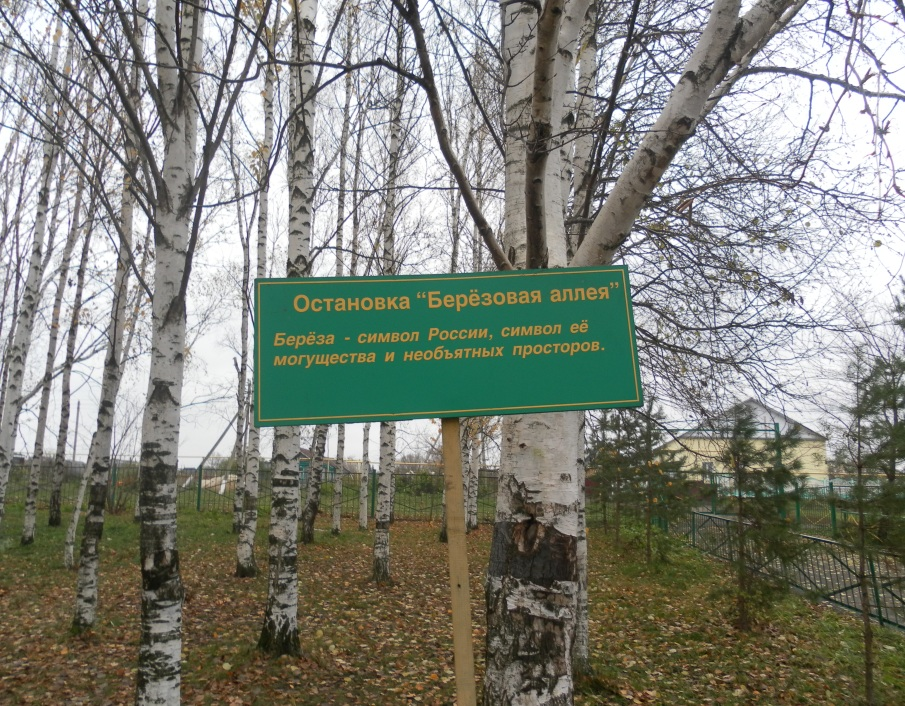 Остановка "Берёзовая аллея"
Берёза - символ России, символ её
могущества и необъятных просторов.